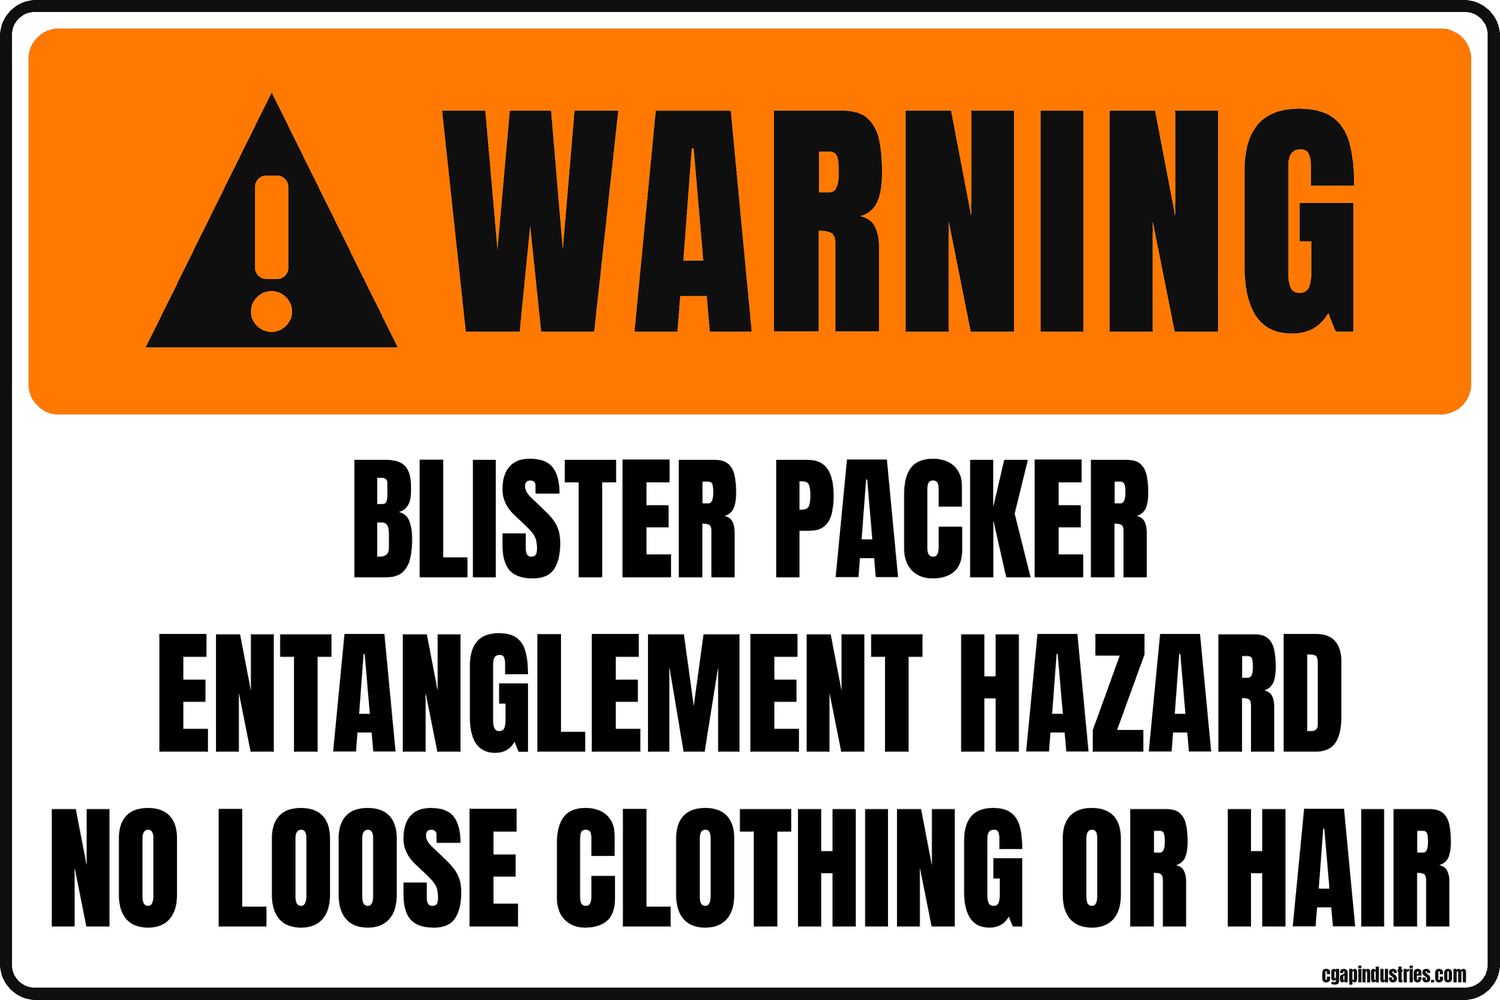 WARNING
BLISTER PACKER
ENTANGLEMENT HAZARD
NO LOOSE CLOTHING OR HAIR
cgapindustries.com